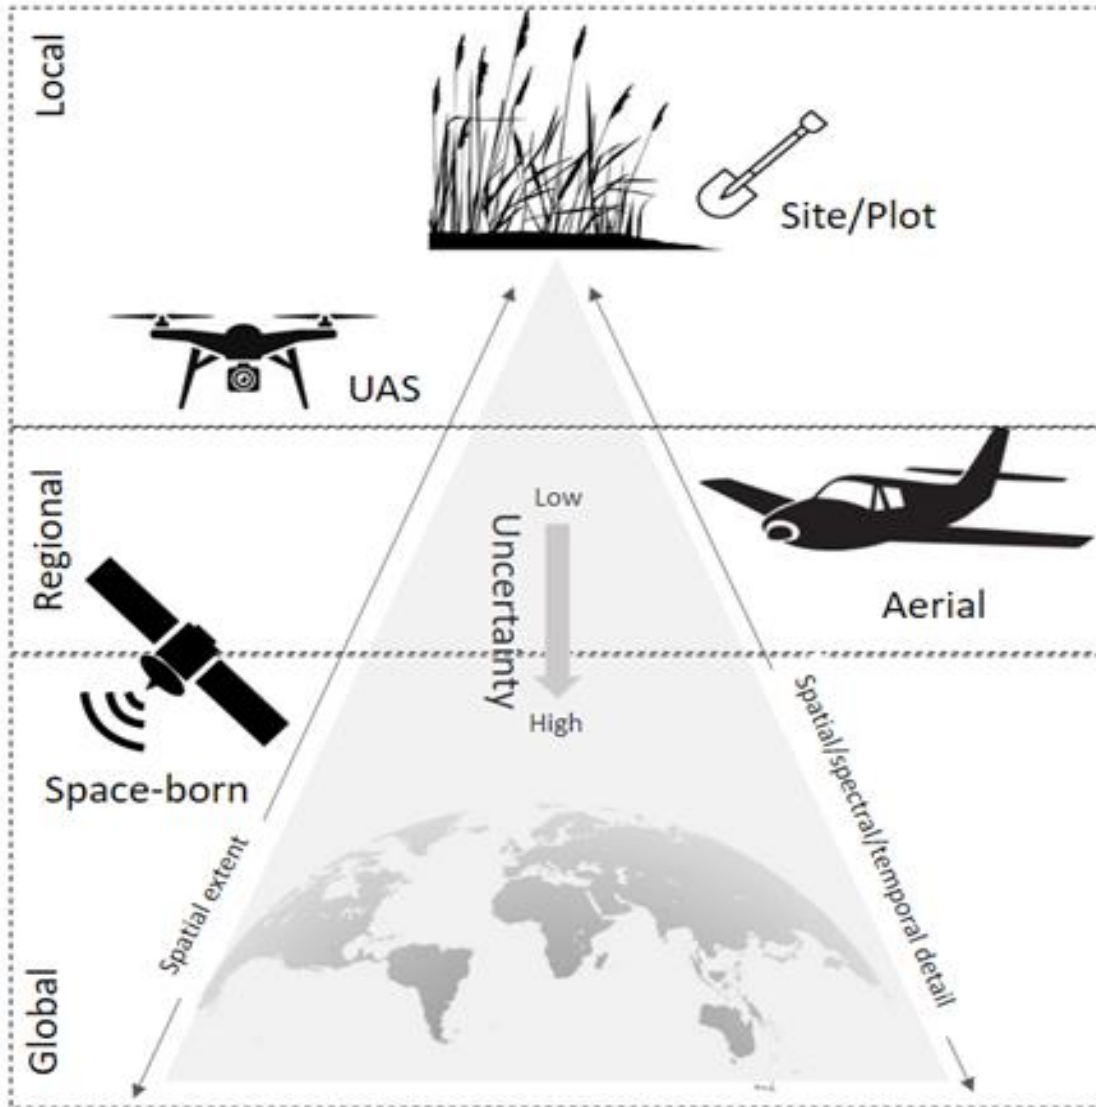 Local
Site/Plot
UAS
Regional
Low
Uncertainty
High
Aerial
Space-born
Spatial extent
Spatial/spectral/temporal detail
Global